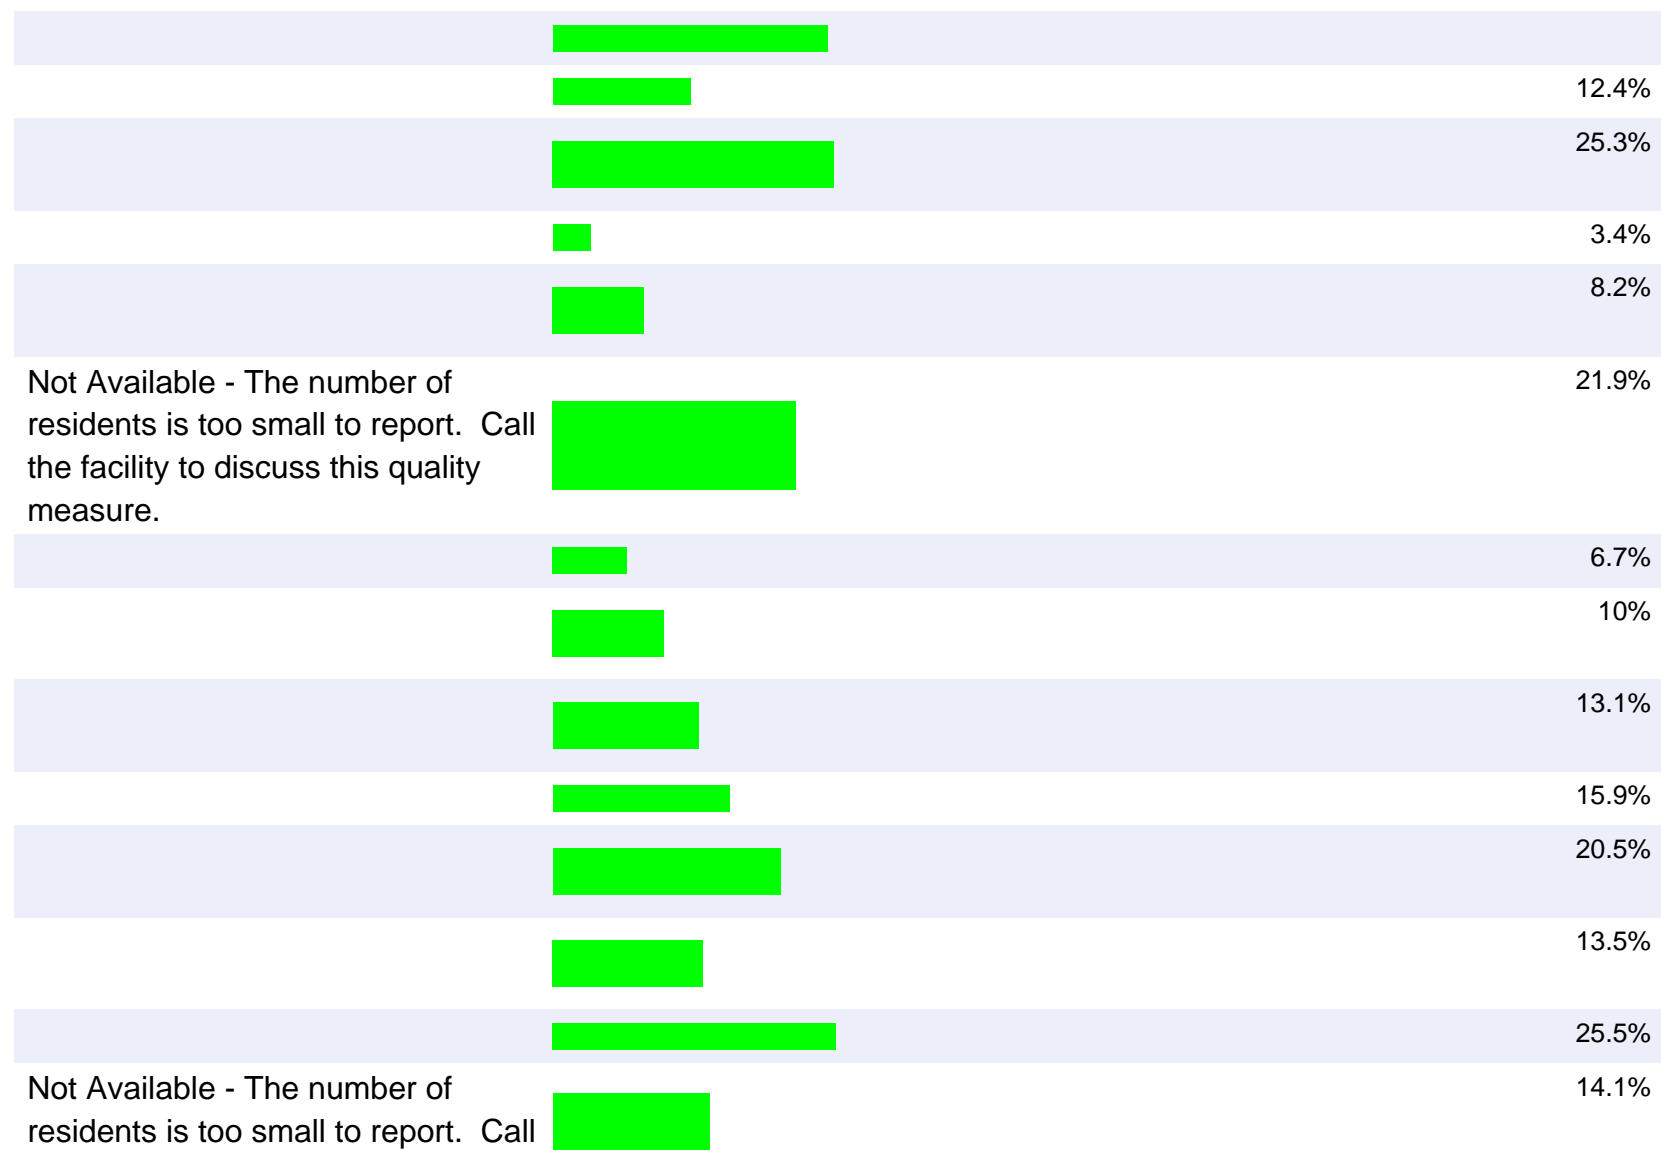 12.4%
25.3%
3.4%
8.2%
Not Available - The number of
residents is too small to report.  Call
the facility to discuss this quality
measure.
21.9%
6.7%
10%
13.1%
15.9%
20.5%
13.5%
25.5%
Not Available - The number of
residents is too small to report.  Call
14.1%